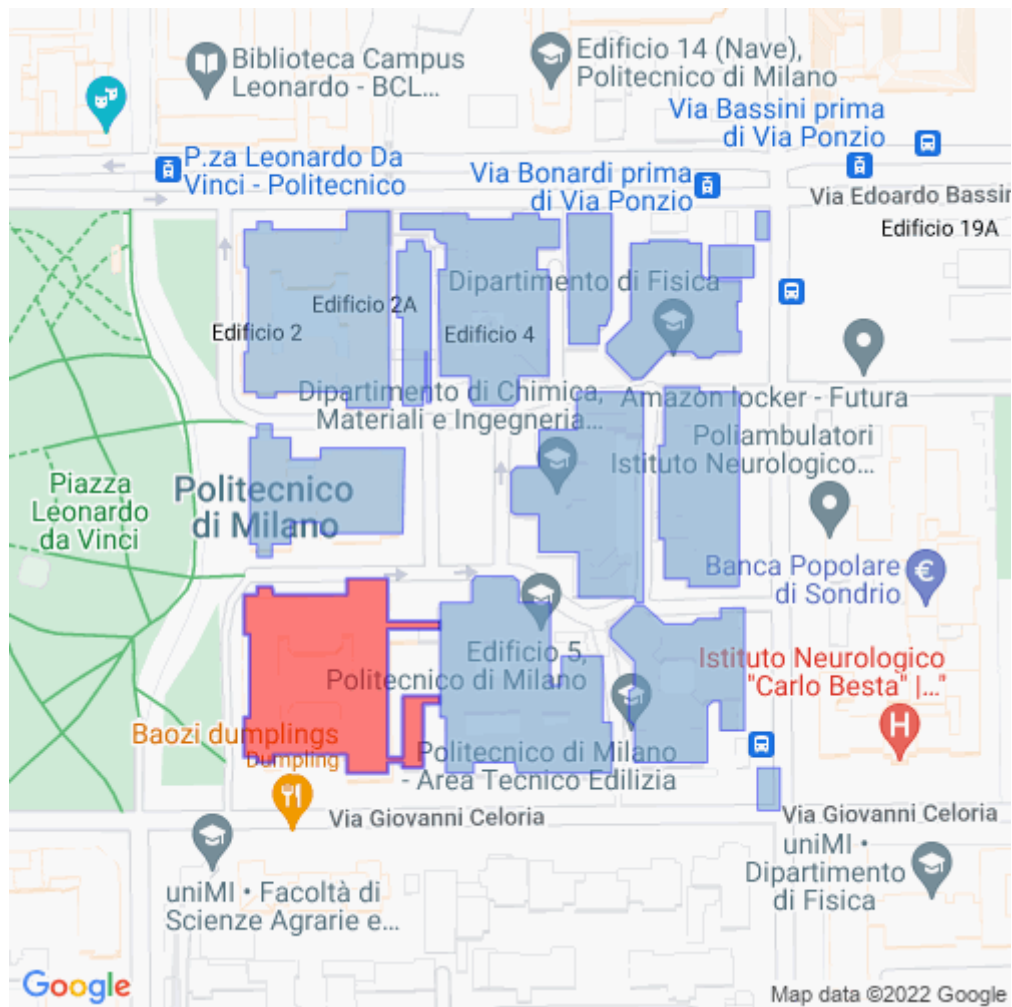 Biblioteca Campus
Leonardo - BCL...
Edificio 14 (Nave),
Politecnico di Milano
Via Bassini prima
di Via Ponzio
P.za Leonardo Da
Vinci - Politecnico
Via Bonardi prima
di Via Ponzio
Via Edoardo Bassin
Edificio 19A
Dipartimento di Fisica
Edificio 2A
Edificio 2
Edificio 4
Dipartimento di Chimica,
Materiali e Ingegneria...
Amazon locker - Futura
Poliambulatori
Istituto Neurologico...
Piazza
Leonardo
da Vinci
Politecnico
di Milano
Banca Popolare
di Sondrio
€
Edificio 5,
Politecnico di Milano
Istituto Neurologico
"Carlo Besta" |..."
H
Baozi dumplings
Dumpling
Politecnico di Milano
- Area Tecnico Edilizia
Via Giovanni Celoria
Via Giovanni Celoria
uniMI •
Dipartimento
di Fisica
uniMI • Facoltà di
Scienze Agrarie e...
Google
Map data ©2022 Google